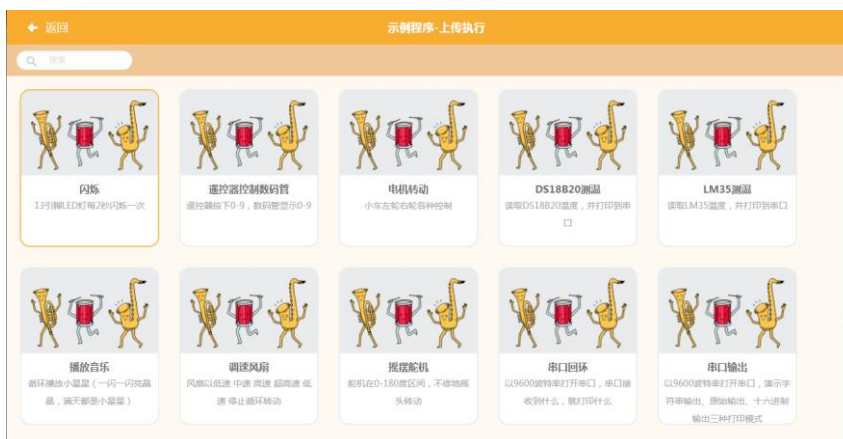 返回
示例程序-上传执行
搜索
闪烁
13引脚LED灯每2秒闪烁一次
遥控器控制数码管
遥控器按下0-9，数码管显示0-9
电机转动
小车左轮右轮各种控制
DS18B20测温
读取DS18B20温度，并打印到串
口
LM35测温
读取LM35温度，并打印到串口
播放音乐
循环播放小星星（一闪一闪亮晶
晶，满天都是小星星）
调速风扇
风扇以低速 中速 高速 超高速 低
速 停止循环转动
摇摆舵机
舵机在0-180度区间，不停地摇
头转动
串口回环
以9600波特率打开串口，串口接
收到什么，就打印什么
串口输出
以9600波特率打开串口，演示字
符串输出、原始输出、十六进制
输出三种打印模式